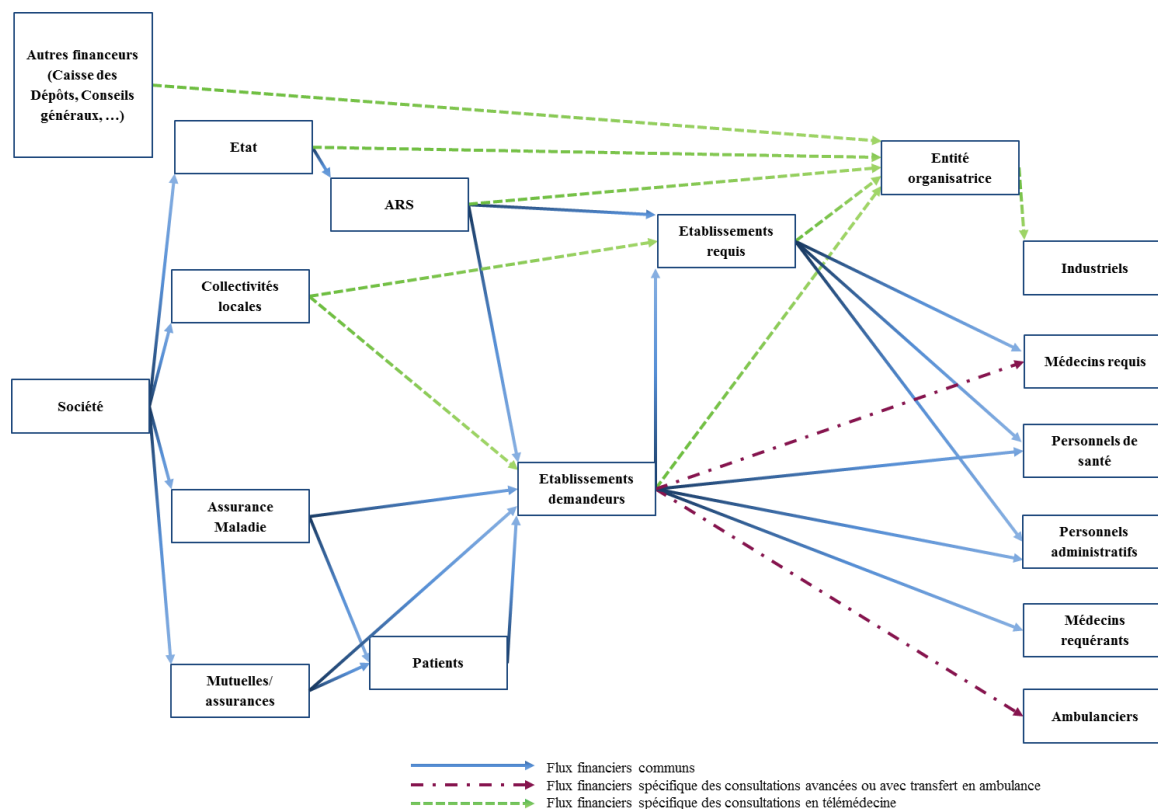 Autres financeurs
(Caisse des
Dépôts, Conseils
généraux, …)
Etat
Entité
organisatrice
ARS
Etablissements
requis
Industriels
Collectivités
locales
Médecins requis
Société
Personnels de
santé
Etablissements
demandeurs
Assurance
Maladie
Personnels
administratifs
Médecins
requérants
Patients
Mutuelles/
assurances
Ambulanciers
Flux financiers communs
Flux financiers spécifique des consultations avancées ou avec transfert en ambulance
Flux financiers spécifique des consultations en télémédecine